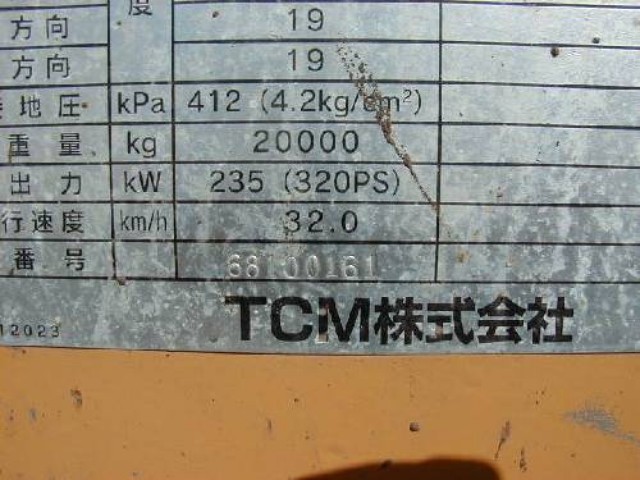 度
方向 19
方向 19
地圧 kPa 412 (4.2kg/cm²)
重量 kg 20000
出力 kW 235 (320PS)
行速度 km/h 32.0
番号 68100161
12023 TCM株式会社